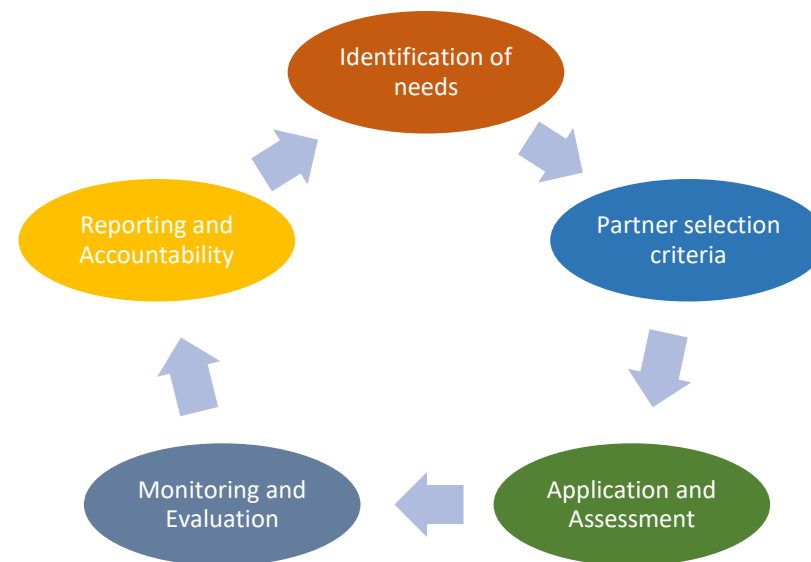 Identification of
needs
Partner selection
criteria
Application and
Assessment
Monitoring and
Evaluation
Reporting and
Accountability